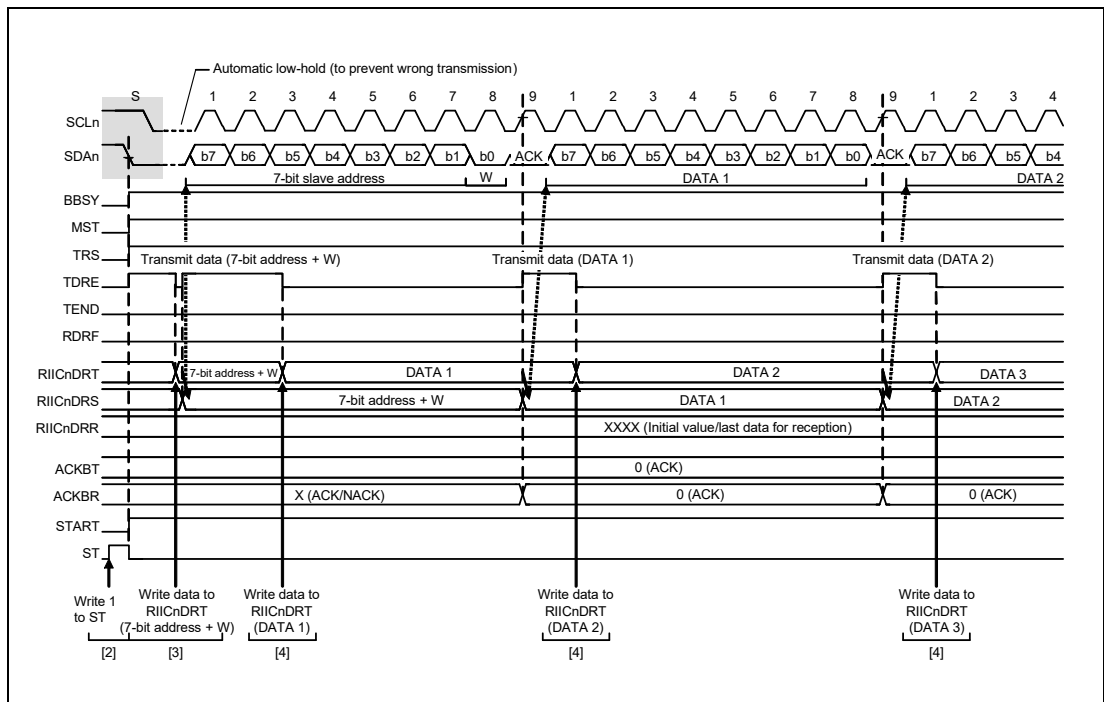 Automatic low-hold (to prevent wrong transmission)
S 1 2 3 4 5 6 7 8 9 1 2 3 4 5 6 7 8 9 1 2 3 4
SCLn
SDAn b7 b6 b5 b4 b3 b2 b1 b0 ACK b7 b6 b5 b4 b3 b2 b1 b0 ACK b7 b6 b5 b4
7-bit slave address W DATA 1 DATA 2
BBSY
MST
TRS
Transmit data (7-bit address + W) Transmit data (DATA 1) Transmit data (DATA 2)
TDRE
TEND
RDRF
RIICnDRT 7-bit address + W DATA 1 DATA 2 DATA 3
RIICnDRS 7-bit address + W DATA 1 DATA 2
RIICnDRR XXXX (Initial value/last data for reception)
ACKBT 0 (ACK)
ACKBR X (ACK/NACK) 0 (ACK) 0 (ACK)
START
ST
Write 1
to ST
Write data to
RIICnDRT
(7-bit address + W)
Write data to
RIICnDRT
(DATA 1)
Write data to
RIICnDRT
(DATA 2)
Write data to
RIICnDRT
(DATA 3)
[2] [3] [4] [4] [4]